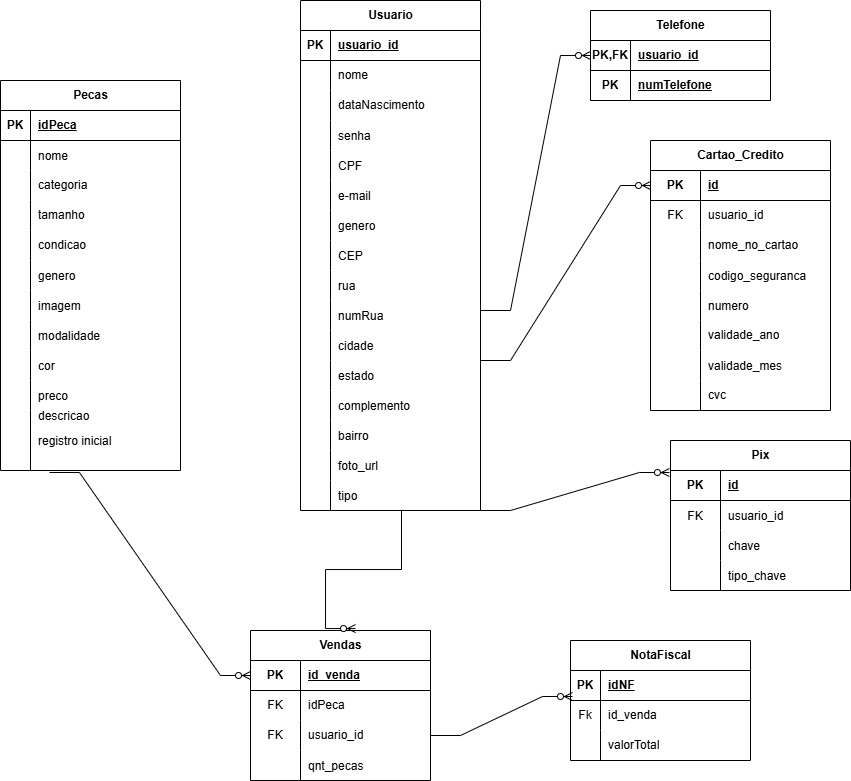 Usuario
PK usuario_id
nome
dataNascimento
senha
CPF
e-mail
genero
CEP
rua
numRua
cidade
estado
complemento
bairro
foto_url
tipo
Telefone
PK,FK usuario_id
PK numTelefone
Pecas
PK idPeca
nome
categoria
tamanho
condicao
genero
imagem
modalidade
cor
preco
descricao
registro inicial
Cartao_Credito
PK id
FK usuario_id
nome_no_cartao
codigo_seguranca
numero
validade_ano
validade_mes
cvc
Pix
PK id
FK usuario_id
chave
tipo_chave
Vendas
PK id_venda
FK idPeca
FK usuario_id
qnt_pecas
NotaFiscal
PK idNF
Fk id_venda
valorTotal